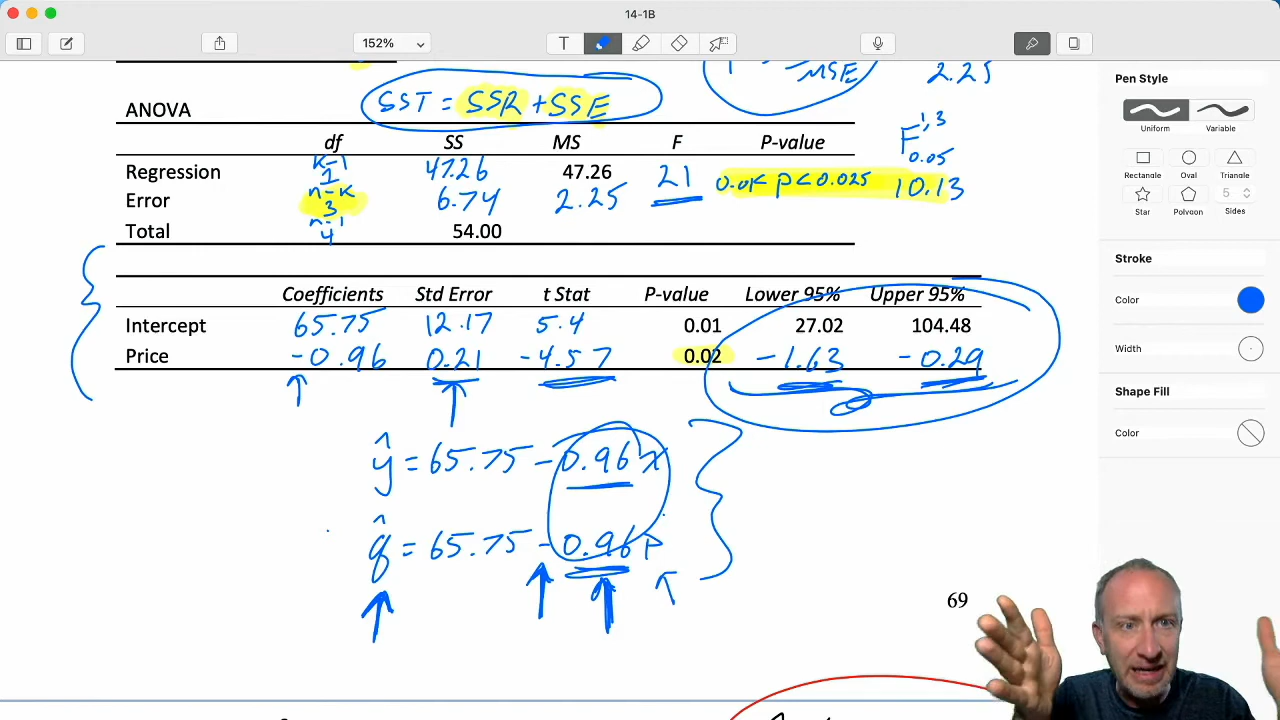 14-1B
152%
T
Pen Style
Uniform
Variable
Rectangle
Oval
Triangle
Star
Polygon
5
Sides
Stroke
Color
Width
Shape Fill
Color
MSE
2.25
SST = SSR + SSE
ANOVA
F 1,3
0.05
df SS MS F P-value
k-1
Regression 1 47.26 47.26 21 0.01< p < 0.025 10.13
n-k
Error 3 6.74 2.25
n-1
Total 4 54.00
Coefficients Std Error t Stat P-value Lower 95% Upper 95%
Intercept 65.75 12.17 5.4 0.01 27.02 104.48
Price -0.96 0.21 -4.57 0.02 -1.63 -0.29
ŷ = 65.75 - 0.96x
q̂ = 65.75 - 0.96p
69